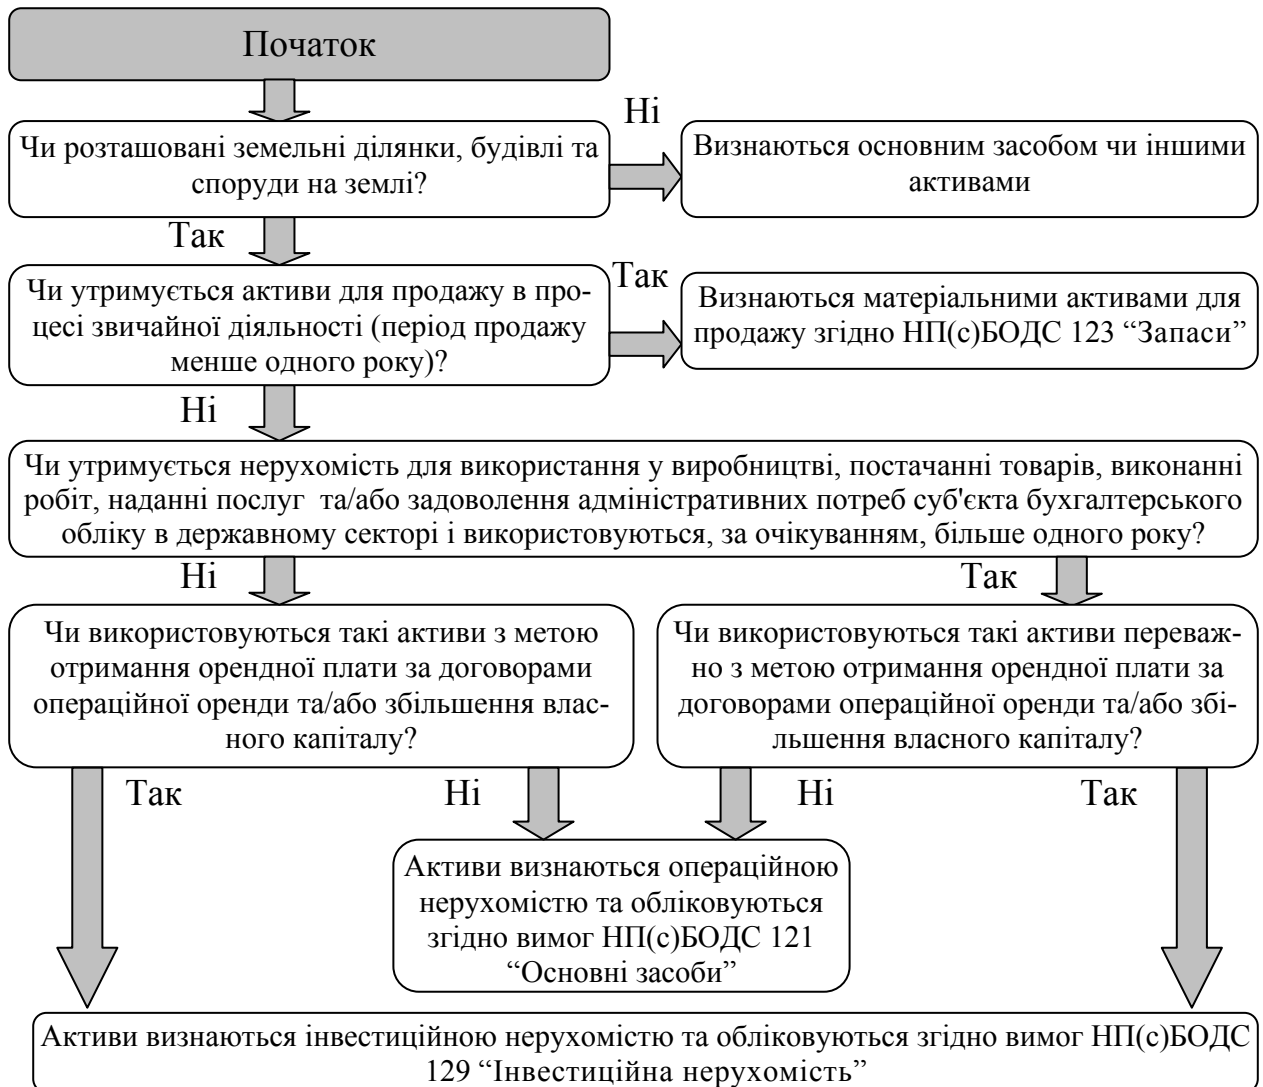 Початок
Ні
Чи розташовані земельні ділянки, будівлі та
споруди на землі?
Визнаються основним засобом чи іншими
активами
Так
Так
Чи утримується активи для продажу в про-
цесі звичайної діяльності (період продажу
менше одного року)?
Визнаються матеріальними активами для
продажу згідно НП(с)БОДС 123 “Запаси”
Ні
Чи утримується нерухомість для використання у виробництві, постачанні товарів, виконанні
робіт, наданні послуг та/або задоволення адміністративних потреб суб'єкта бухгалтерського
обліку в державному секторі і використовуються, за очікуванням, більше одного року?
Ні
Так
Чи використовуються такі активи з метою
отримання орендної плати за договорами
операційної оренди та/або збільшення влас-
ного капіталу?
Чи використовуються такі активи переваж-
но з метою отримання орендної плати за
договорами операційної оренди та/або збі-
льшення власного капіталу?
Так
Ні
Ні
Так
Активи визнаються операційною
нерухомістю та обліковуються
згідно вимог НП(с)БОДС 121
“Основні засоби”
Активи визнаються інвестиційною нерухомістю та обліковуються згідно вимог НП(с)БОДС
129 “Інвестиційна нерухомість”